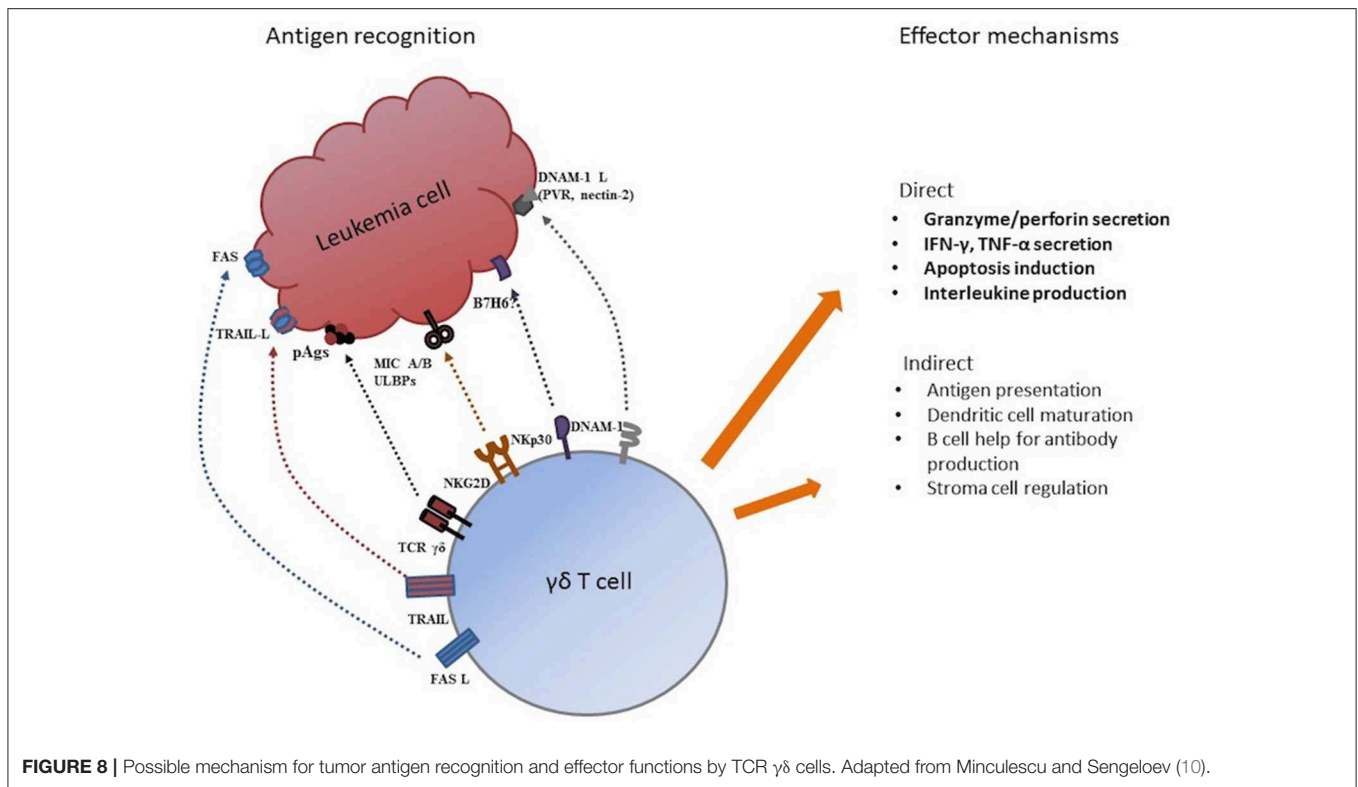 Antigen recognition
Effector mechanisms
Leukemia cell
DNAM-1 L
(PVR, nectin-2)
FAS
B7H6?
TRAIL-L
pAgs
MIC A/B
ULBPs
NKp30
DNAM-1
NKG2D
TCR γδ
TRAIL
FAS L
γδ T cell
Direct
• Granzyme/perforin secretion
• IFN-γ, TNF-α secretion
• Apoptosis induction
• Interleukine production
Indirect
• Antigen presentation
• Dendritic cell maturation
• B cell help for antibody
production
• Stroma cell regulation
FIGURE 8 | Possible mechanism for tumor antigen recognition and effector functions by TCR γδ cells. Adapted from Minculescu and Sengeloev (10).